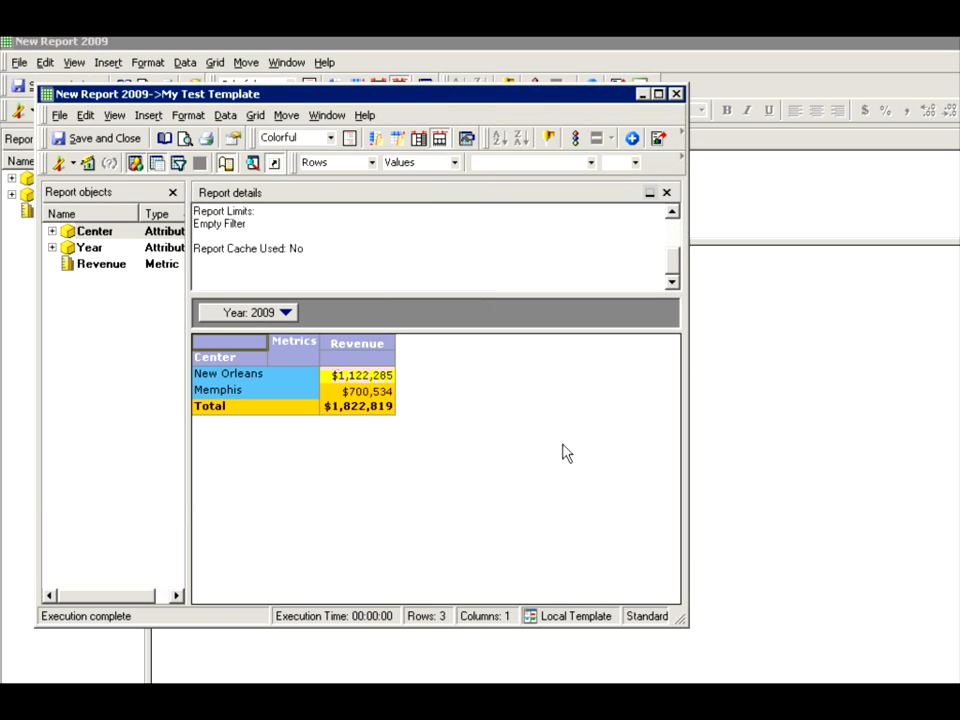 New Report 2009
File Edit View Insert Format Data Grid Move Window Help
New Report 2009->My Test Template
File Edit View Insert Format Data Grid Move Window Help
B I U $ %
Save and Close Colorful
Rows Values
Repor
Name
Report objects
Report details
Name Type
Center Attribut
Year Attribut
Revenue Metric
Report Limits:
Empty Filter
Report Cache Used: No
Year: 2009
Metrics Revenue
Center
New Orleans $1,122,285
Memphis $700,534
Total $1,822,819
Execution complete Execution Time: 00:00:00 Rows: 3 Columns: 1 Local Template Standard